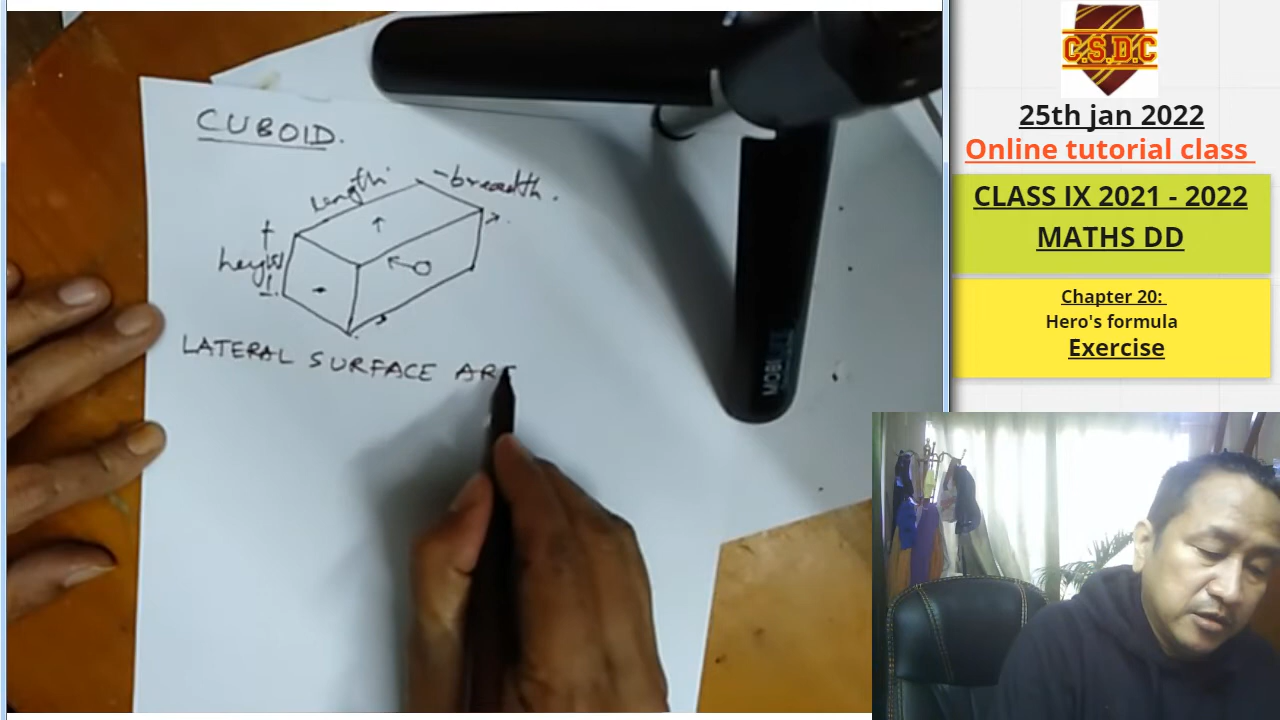 CUBOID.
Length
breadth.
height
LATERAL SURFACE ARE
MOBI
C.S.D.C
25th jan 2022
Online tutorial class
CLASS IX 2021 - 2022
MATHS DD
Chapter 20:
Hero's formula
Exercise